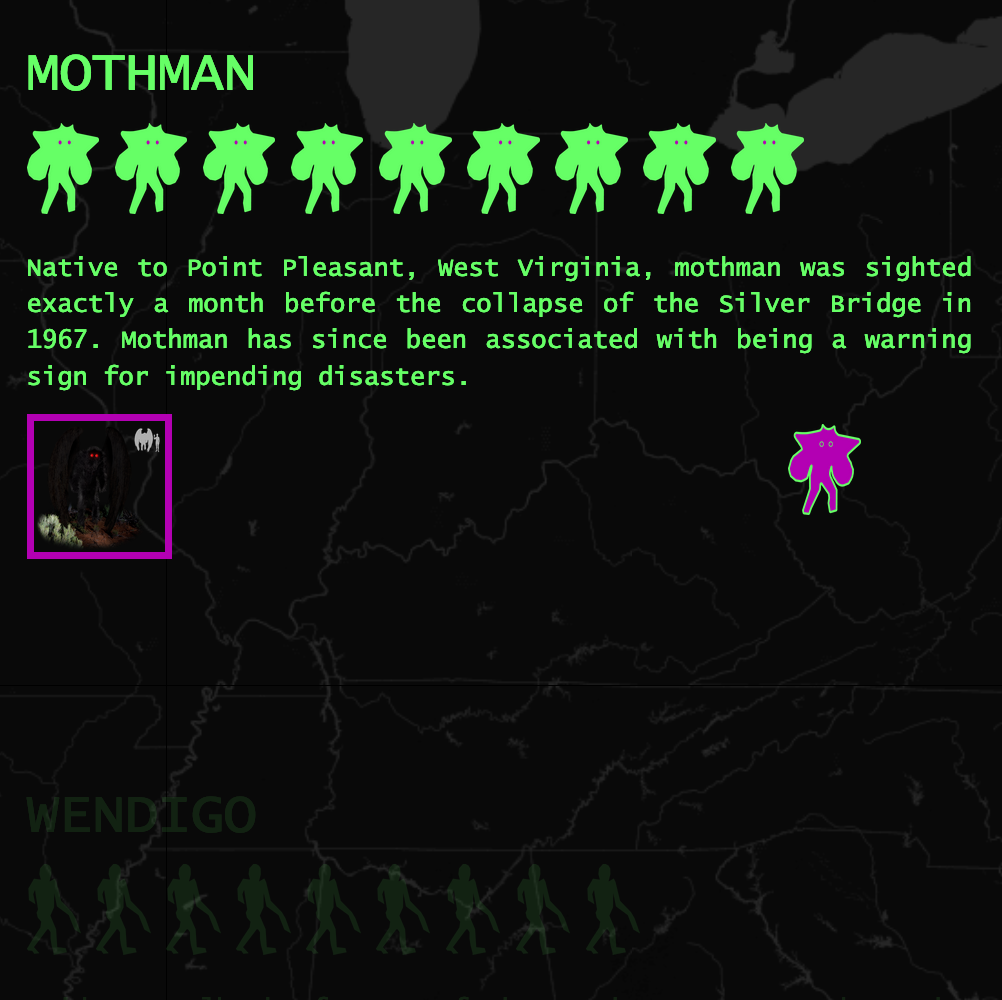 MOTHMAN
Native to Point Pleasant, West Virginia, mothman was sighted
exactly a month before the collapse of the Silver Bridge in
1967. Mothman has since been associated with being a warning
sign for impending disasters.
WENDIGO